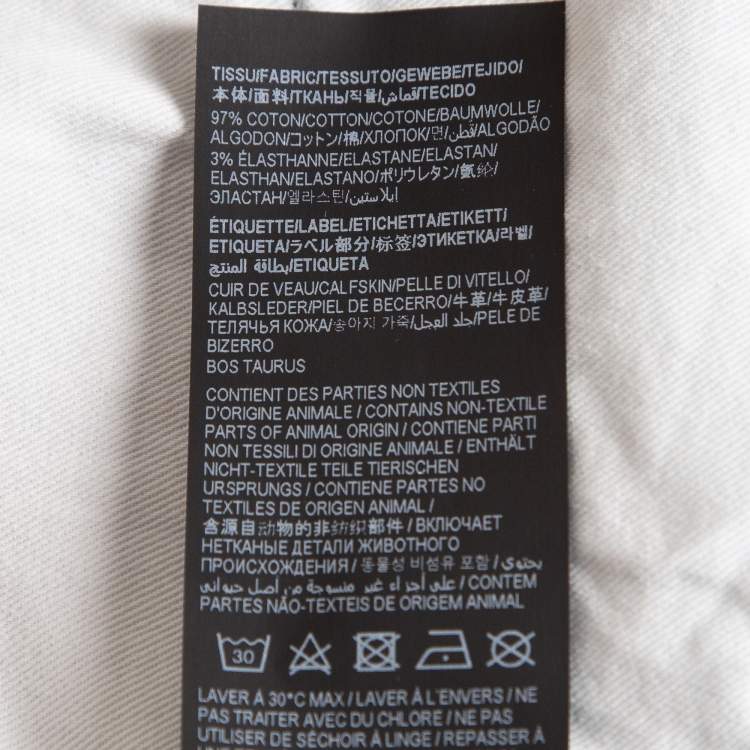 TISSU/FABRIC/TESSUTO/GEWEBE/TEJIDO/
本体/面料/ТКАНЬ/직물/قماش/TECIDO
97% COTON/COTTON/COTONE/BAUMWOLLE/
ALGODON/コットン/棉/ХЛОПОК/면/قطن/ALGODÃO
3% ÉLASTHANNE/ELASTANE/ELASTAN/
ELASTHAN/ELASTANO/ポリウレタン/氨纶/
ЭЛАСТАН/엘라스틴/إيلاستين/
ÉTIQUETTE/LABEL/ETICHETTA/ETIKETT/
ETIQUETA/ラベル部分/标签/ЭТИКЕТКА/라벨/
بطاقة المنتج/ETIQUETA
CUIR DE VEAU/CALFSKIN/PELLE DI VITELLO/
KALBSLEDER/PIEL DE BECERRO/牛革/牛皮革/
ТЕЛЯЧЬЯ КОЖА/송아지 가죽/جلد العجل/PELE DE
BIZERRO
BOS TAURUS
CONTIENT DES PARTIES NON TEXTILES
D'ORIGINE ANIMALE / CONTAINS NON-TEXTILE
PARTS OF ANIMAL ORIGIN / CONTIENE PARTI
NON TESSILI DI ORIGINE ANIMALE / ENTHÄLT
NICHT-TEXTILE TEILE TIERISCHEN
URSPRUNGS / CONTIENE PARTES NO
TEXTILES DE ORIGEN ANIMAL /
含源自动物的非纺织部件 / ВКЛЮЧАЕТ
НЕТКАНЫЕ ДЕТАЛИ ЖИВОТНОГО
ПРОИСХОЖДЕНИЯ / 동물성 비섬유 포함 / يحتوي
على أجزاء غير منسوجة من أصل حيواني / CONTEM
PARTES NÃO-TEXTEIS DE ORIGEM ANIMAL
30
LAVER À 30°C MAX / LAVER À L'ENVERS / NE
PAS TRAITER AVEC DU CHLORE / NE PAS
UTILISER DE SÉCHOIR À LINGE / REPASSER À